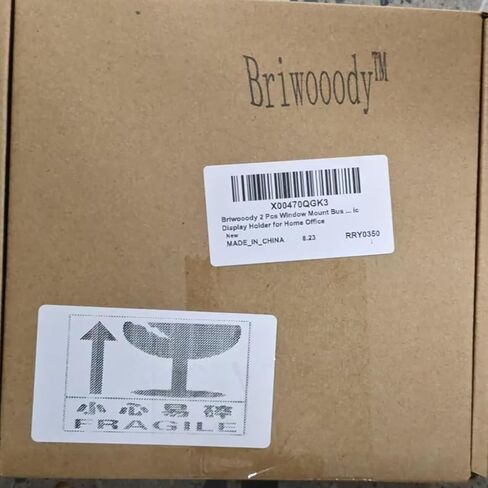 Briwooody™
X00470QGK3
Briwooody 2 Pcs Window Mount Bus ... ic
Display Holder for Home Office
New
MADE_IN_CHINA 8.23 RRY0350
小心易碎
FRAGILE